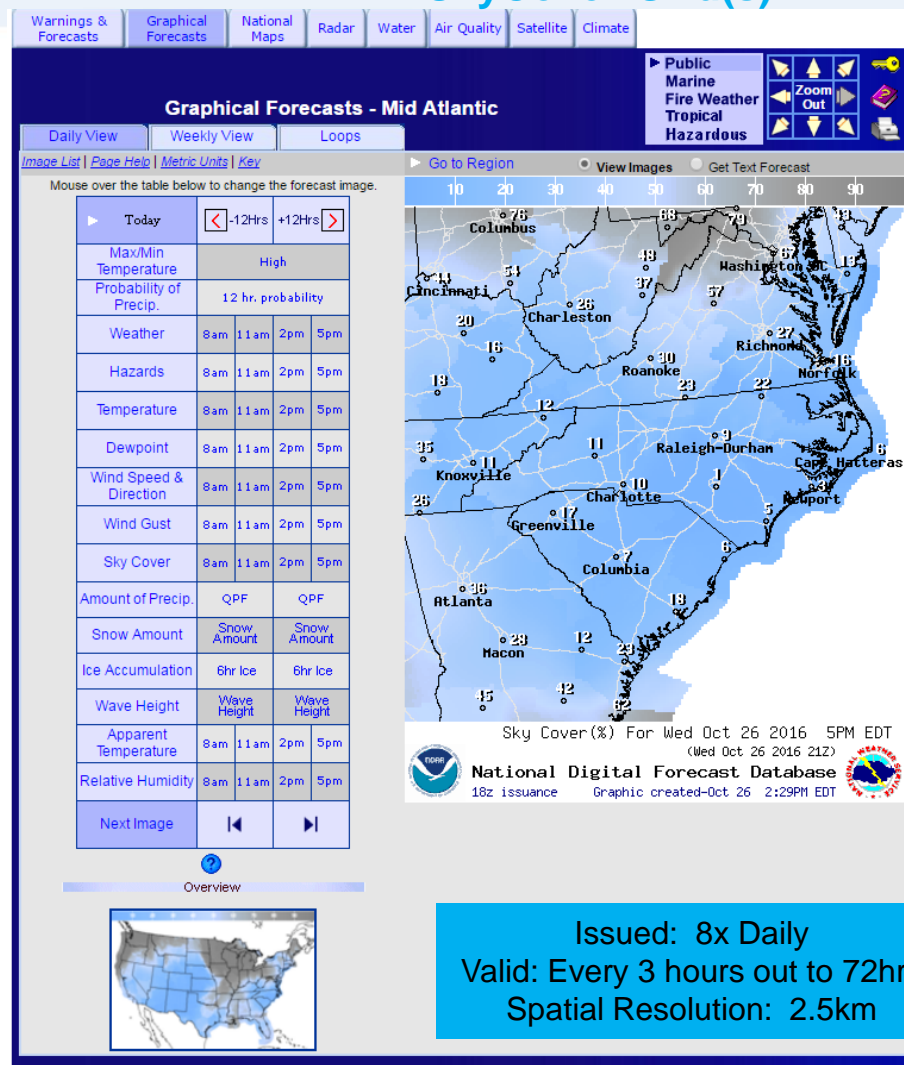 Warnings & Forecasts
Graphical Forecasts
National Maps
Radar
Water
Air Quality
Satellite
Climate
Graphical Forecasts - Mid Atlantic
Public
Marine
Fire Weather
Tropical
Hazardous
Zoom Out
Daily View
Weekly View
Loops
Image List | Page Help | Metric Units | Key
Go to Region
View Images
Get Text Forecast
Mouse over the table below to change the forecast image.
Today -12Hrs +12Hrs
Max/Min Temperature High
Probability of Precip. 12 hr. probability
Weather 8am 11am 2pm 5pm
Hazards 8am 11am 2pm 5pm
Temperature 8am 11am 2pm 5pm
Dewpoint 8am 11am 2pm 5pm
Wind Speed & Direction 8am 11am 2pm 5pm
Wind Gust 8am 11am 2pm 5pm
Sky Cover 8am 11am 2pm 5pm
Amount of Precip. QPF QPF
Snow Amount Snow Amount Snow Amount
Ice Accumulation 6hr Ice 6hr Ice
Wave Height Wave Height Wave Height
Apparent Temperature 8am 11am 2pm 5pm
Relative Humidity 8am 11am 2pm 5pm
Next Image
?
Overview
10 20 30 40 50 60 70 80 90
76
Columbus
68
79
48
67
Washington DC
13
54
37
57
Cincinnati
26
Charleston
20
27
Richmond
16
30
Roanoke
16
Norfolk
18
23
22
12
35
11
9
Raleigh-Durham
6
Cape Hatteras
11
Knoxville
10
Charlotte
1
Newport
26
17
Greenville
5
6
7
Columbia
36
Atlanta
18
28
Macon
12
23
45
42
62
Sky Cover(%) For Wed Oct 26 2016 5PM EDT
(Wed Oct 26 2016 21Z)
NOAA
National Digital Forecast Database
18z issuance Graphic created-Oct 26 2:29PM EDT
Issued: 8x Daily
Valid: Every 3 hours out to 72hr
Spatial Resolution: 2.5km